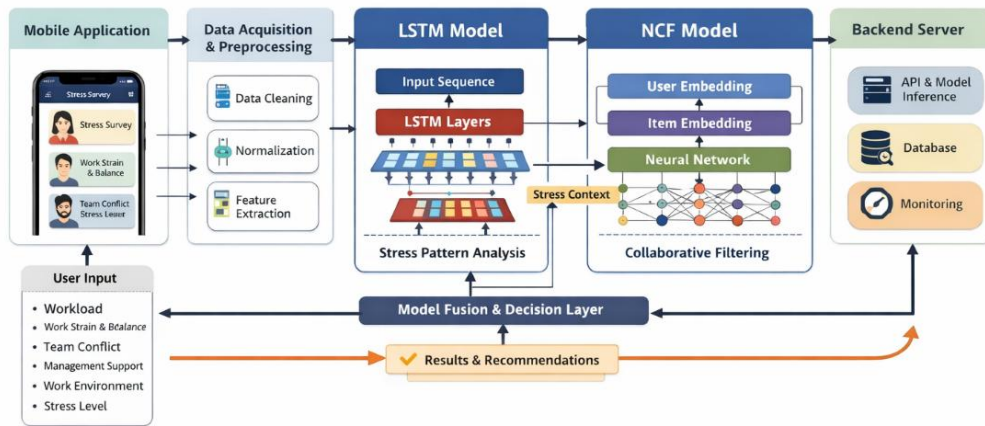 Mobile Application
Stress Survey
Stress Survey
Work Strain
& Balance
Team Conflict
Stress
Data Acquisition
& Preprocessing
Data Cleaning
Normalization
Feature
Extraction
LSTM Model
Input Sequence
LSTM Layers
Stress Pattern Analysis
Stress Context
NCF Model
User Embedding
Item Embedding
Neural Network
Collaborative Filtering
Backend Server
API & Model
Inference
Database
Monitoring
User Input
• Workload
• Work Strain & Balance
• Team Conflict
• Management Support
• Work Environment
• Stress Level
Model Fusion & Decision Layer
Results & Recommendations